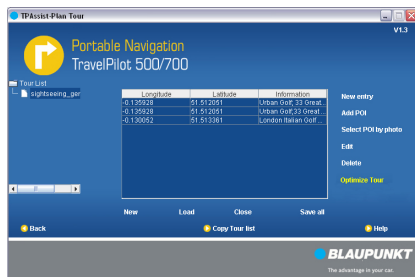 TPAssist-Plan Tour
V1.3
Portable Navigation
TravelPilot 500/700
Tour List
sightseeing_ger
Longitude Latitude Information
-0.135928 51.512051 Urban Golf, 33 Great...
-0.135928 51.512051 Urban Golf, 33 Great...
-0.130052 51.513361 London Italian Golf ...
New entry
Add POI
Select POI by photo
Edit
Delete
Optimize Tour
New Load Close Save all
Back Copy Tour list Help
BLAUPUNKT
The advantage in your car.